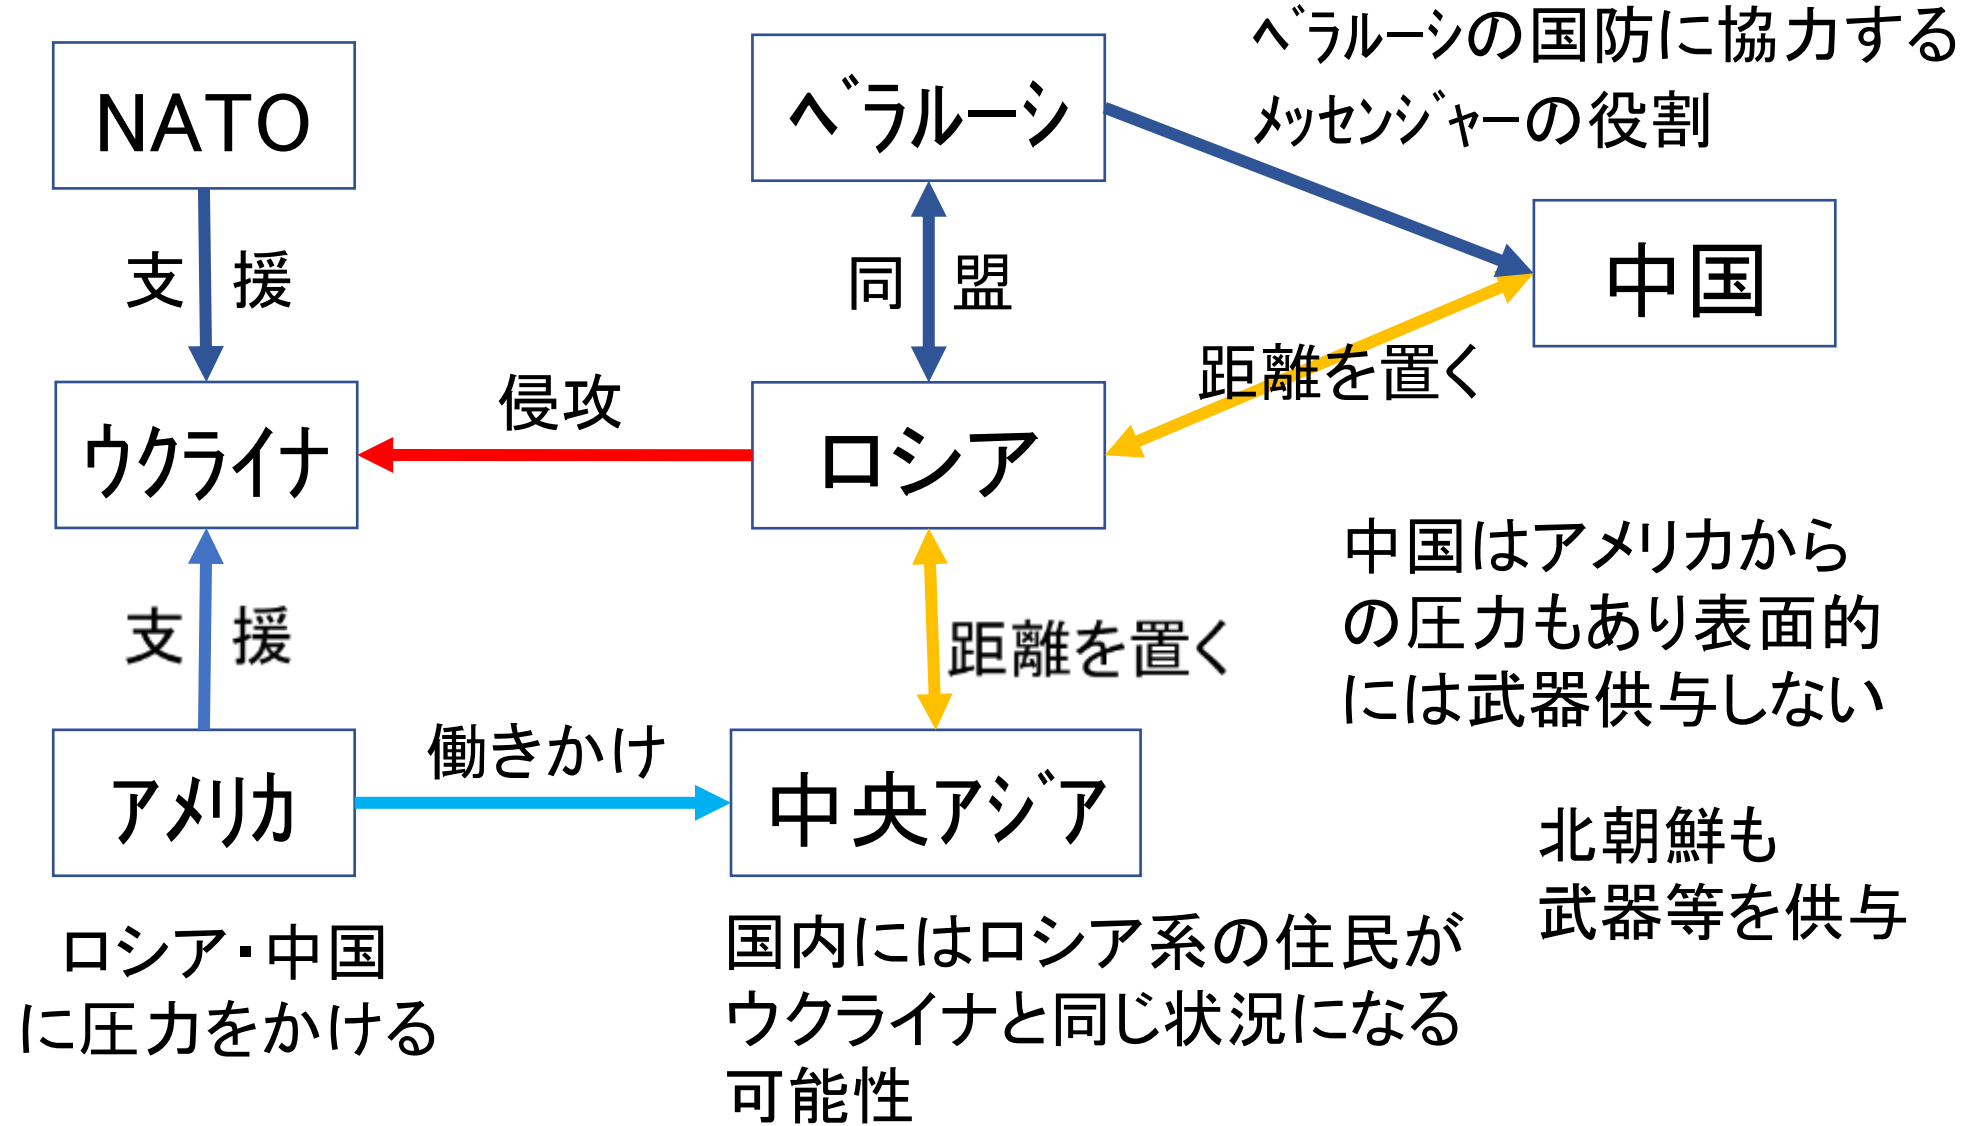 NATO
ﾍﾞﾗﾙｰｼ
ﾍﾞﾗﾙｰｼの国防に協力する
ﾒｯｾﾝｼﾞｬｰの役割
中国
支 援
同 盟
距離を置く
侵攻
ｳｸﾗｲﾅ
ロシア
支 援
距離を置く
中国はアメリカから
の圧力もあり表面的
には武器供与しない
働きかけ
ｱﾒﾘｶ
中央ｱｼﾞｱ
北朝鮮も
武器等を供与
ロシア・中国
に圧力をかける
国内にはロシア系の住民が
ウクライナと同じ状況になる
可能性